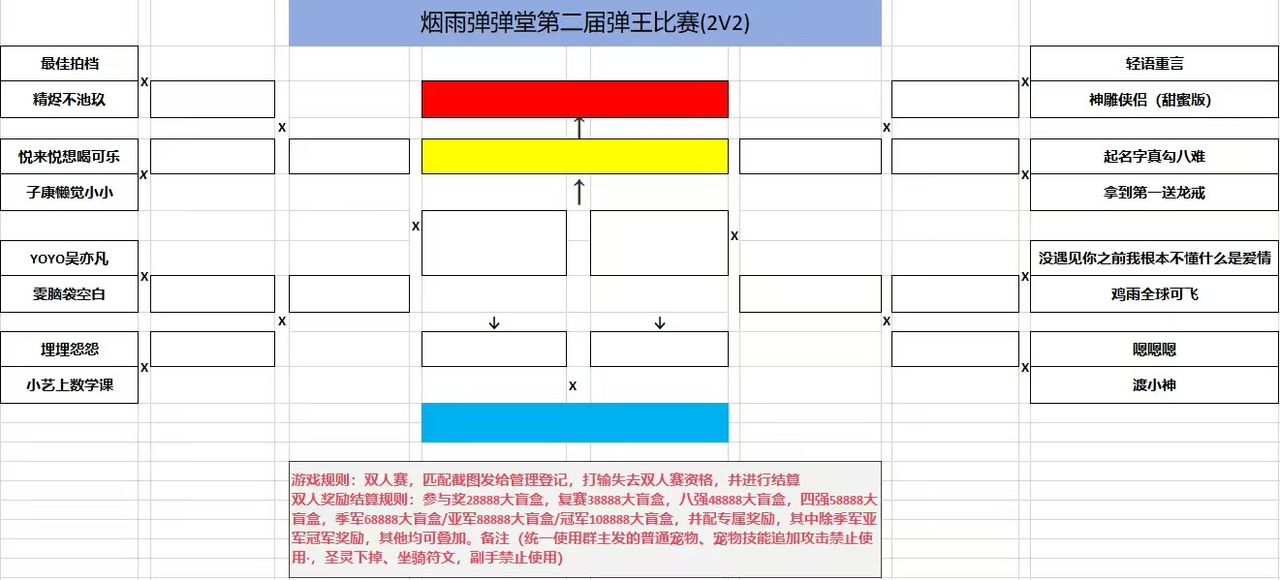 烟雨弹弹堂第二届弹王比赛(2V2)
最佳拍档
x
精烬不池玖
x
悦来悦想喝可乐
x
子康懒觉小小
x
YOYO吴亦凡
x
雯脑袋空白
x
埋埋怨怨
x
小艺上数学课
↑
↑
x
↓
↓
x
轻语重言
x
神雕侠侣（甜蜜版）
x
起名字真勾八难
x
拿到第一送龙戒
x
没遇见你之前我根本不懂什么是爱情
x
鸡雨全球可飞
x
嗯嗯嗯
x
渡小神
游戏规则：双人赛，匹配截图发给管理登记，打输失去双人赛资格，并进行结算
双人奖励结算规则：参与奖28888大盲盒，复赛38888大盲盒，八强48888大盲盒，四强58888大
盲盒，季军68888大盲盒/亚军88888大盲盒/冠军108888大盲盒，并配专属奖励，其中除季军亚
军冠军奖励，其他均可叠加。备注（统一使用群主发的普通宠物、宠物技能追加攻击禁止使
用·，圣灵下掉、坐骑符文，副手禁止使用）